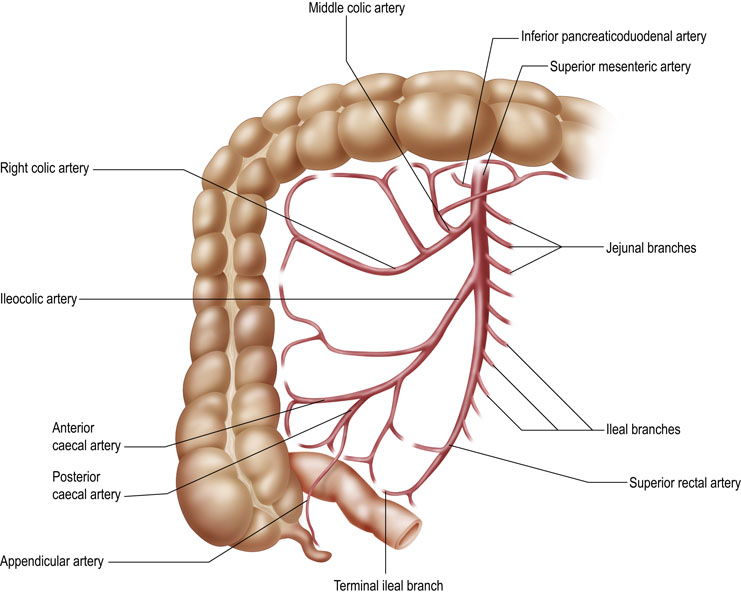 Middle colic artery
Inferior pancreaticoduodenal artery
Superior mesenteric artery
Right colic artery
Jejunal branches
Ileocolic artery
Anterior
caecal artery
Ileal branches
Posterior
caecal artery
Superior rectal artery
Appendicular artery
Terminal ileal branch